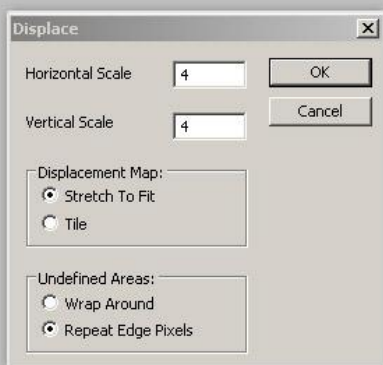 Displace
Horizontal Scale 4 OK
Vertical Scale 4 Cancel
Displacement Map:
Stretch To Fit
Tile
Undefined Areas:
Wrap Around
Repeat Edge Pixels